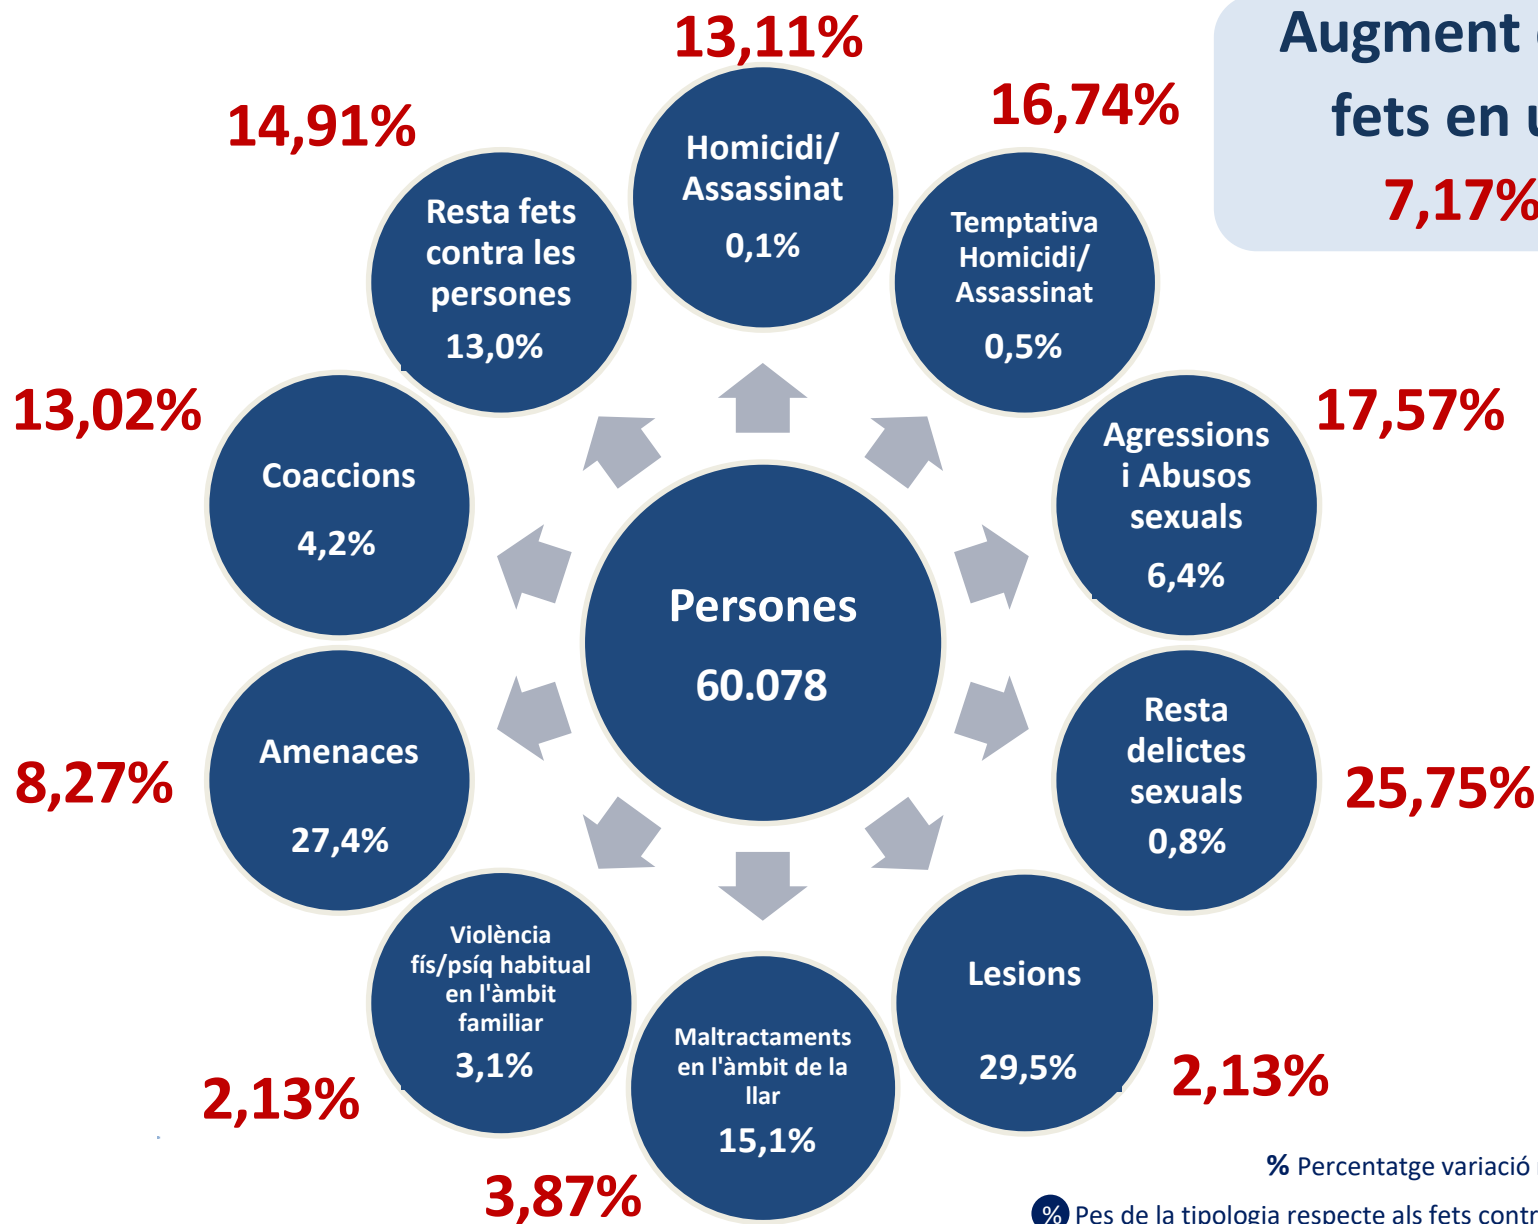 13,11%
Augment
fets en
7,17%
16,74%
14,91%
Homicidi/
Assassinat
0,1%
Temptativa
Homicidi/
Assassinat
0,5%
Resta fets
contra les
persones
13,0%
13,02%
17,57%
Agressions
i Abusos
sexuals
6,4%
Coaccions
4,2%
Persones
60.078
Resta
delictes
sexuals
0,8%
25,75%
Amenaces
27,4%
8,27%
Violència
fís/psíq habitual
en l'àmbit
familiar
3,1%
2,13%
Lesions
29,5%
2,13%
Maltractaments
en l'àmbit de la
llar
15,1%
3,87%
% Percentatge variació
% Pes de la tipologia respecte als fets